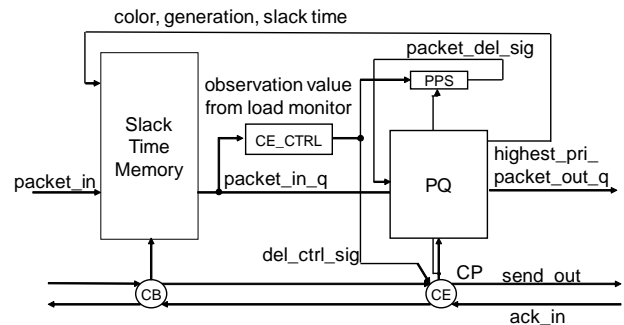 color, generation, slack time
packet_del_sig
observation value
from load monitor
PPS
Slack
Time
Memory
CE_CTRL
highest_pri_
packet_in
packet_in_q
PQ
packet_out_q
del_ctrl_sig
CP
send_out
CB
CE
ack_in